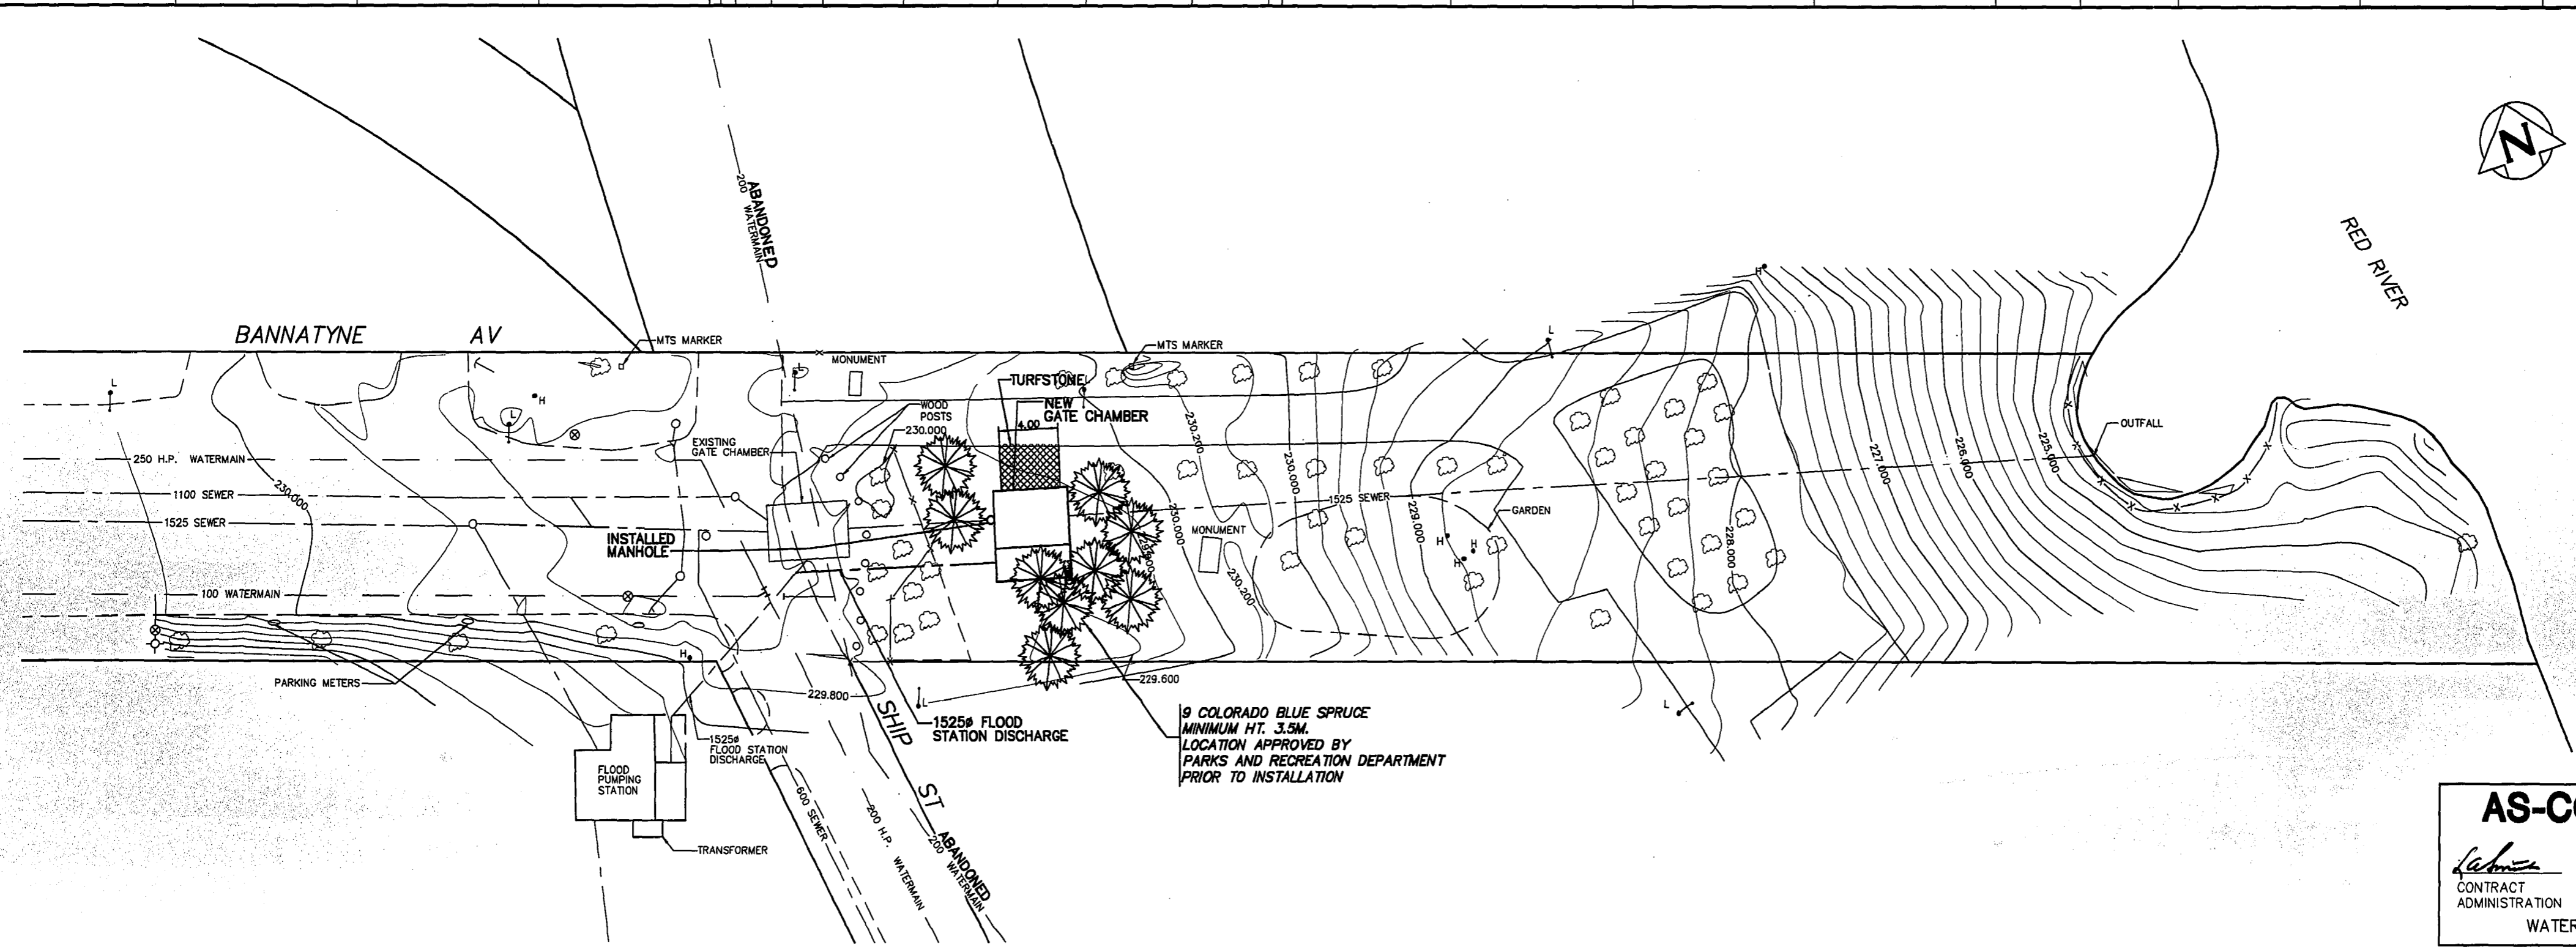 N
RED RIVER
ABANDONED
200 WATERMAIN
BANNATYNE AV
MTS MARKER
MONUMENT
MTS MARKER
TURFSTONE
NEW
GATE CHAMBER
4.00
WOOD
POSTS
230.000
EXISTING
GATE CHAMBER
250 H.P. WATERMAIN
230.000
1100 SEWER
1525 SEWER
INSTALLED
MANHOLE
100 WATERMAIN
PARKING METERS
230.200
230.000
230.000
1525 SEWER
MONUMENT
230.200
229.000
GARDEN
228.000
227.000
226.000
225.000
OUTFALL
L
L
L
L
L
L
H
H
H
H
H
H
229.800
229.600
SHIP ST
1525ø FLOOD
STATION DISCHARGE
1525ø
FLOOD STATION
DISCHARGE
FLOOD
PUMPING
STATION
TRANSFORMER
600 SEWER
200 H.P. WATERMAIN
ABANDONED
200 WATERMAIN
9 COLORADO BLUE SPRUCE
MINIMUM HT. 3.5M.
LOCATION APPROVED BY
PARKS AND RECREATION DEPARTMENT
PRIOR TO INSTALLATION
AS-CO
CONTRACT
ADMINISTRATION
WATER